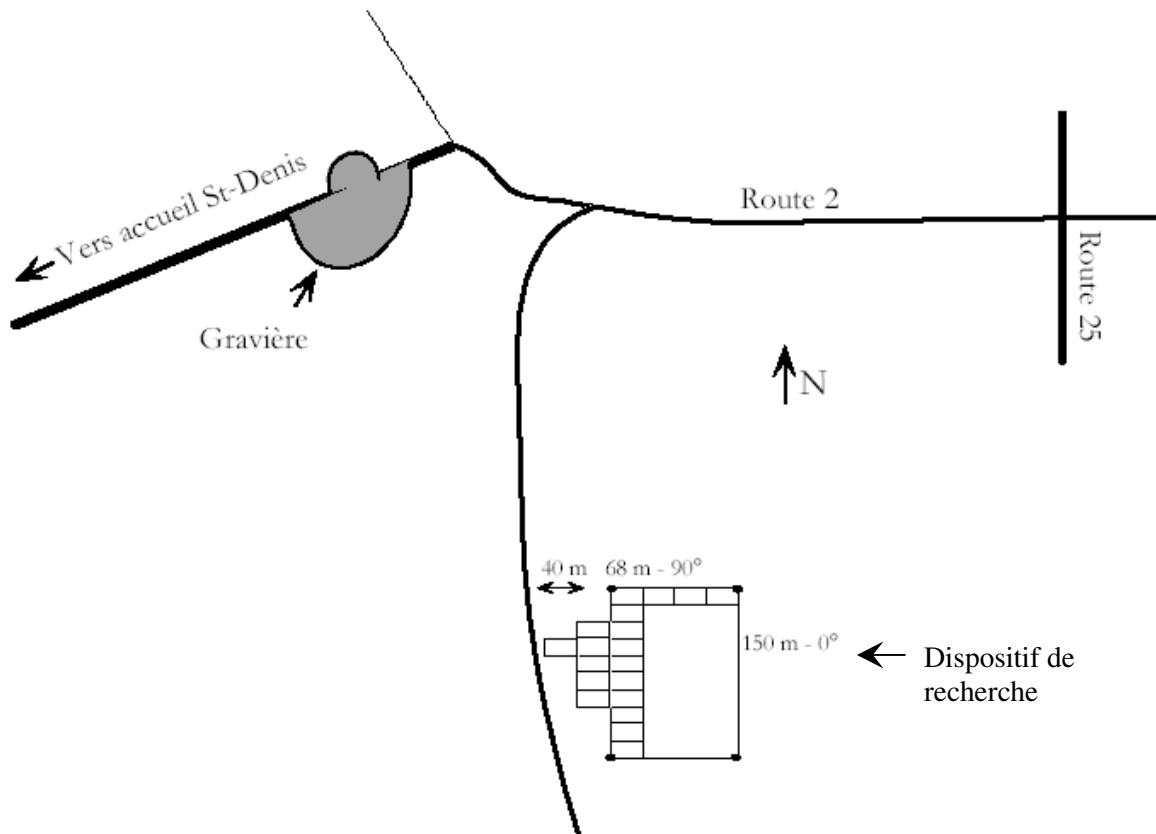 Vers accueil St-Denis
Route 2
Route 25
Gravière
N
40 m
68 m - 90°
150 m - 0°
Dispositif de
recherche